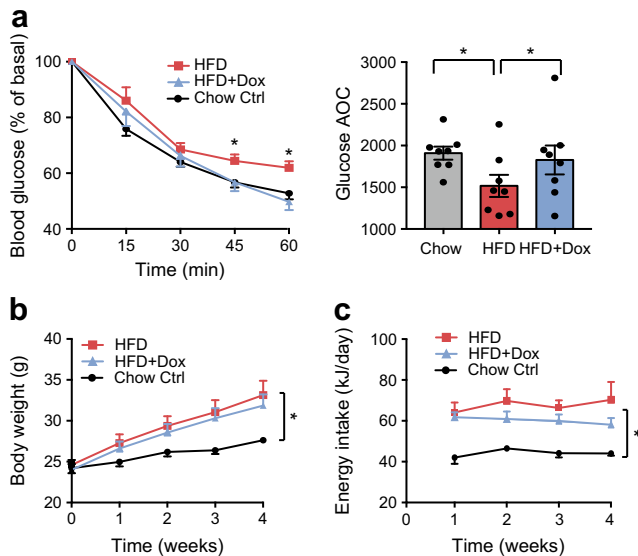 a
Blood glucose (% of basal)
100
80
60
40
0
15
30
45
60
Time (min)
HFD
HFD+Dox
Chow Ctrl
*
*
Glucose AOC
3000
2500
2000
1500
1000
*
*
Chow
HFD
HFD+Dox
b
Body weight (g)
40
35
30
25
20
0
1
2
3
4
Time (weeks)
HFD
HFD+Dox
Chow Ctrl
*
c
Energy intake (kJ/day)
100
80
60
40
20
0
1
2
3
4
Time (weeks)
HFD
HFD+Dox
Chow Ctrl
*